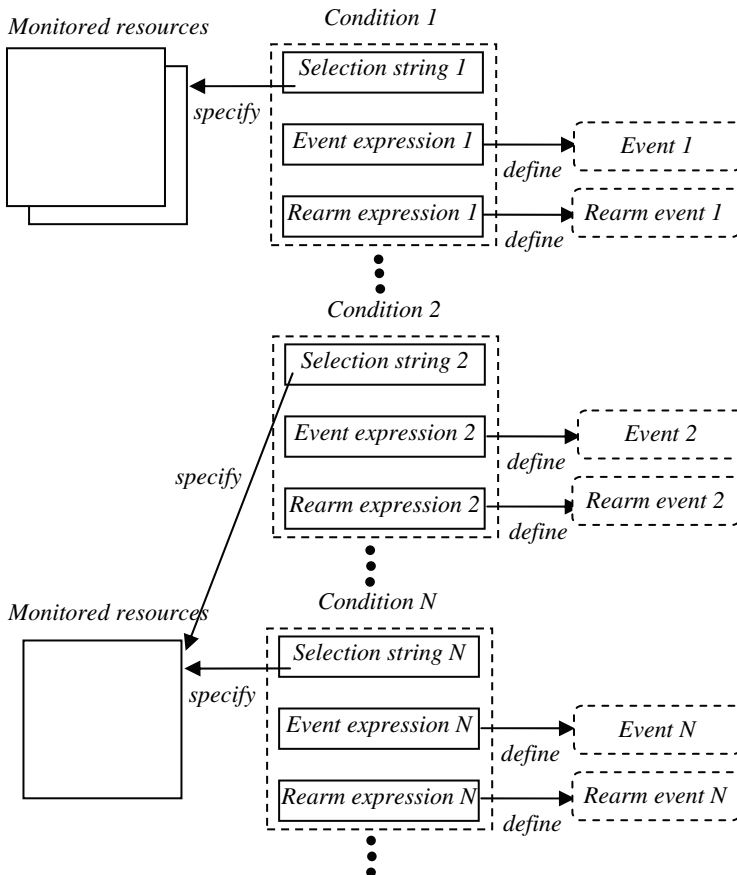 Condition 1
Monitored resources
Selection string 1
specify
Event expression 1
Event 1
define
Rearm expression 1
Rearm event 1
define
Condition 2
Selection string 2
Event expression 2
Event 2
define
specify
Rearm expression 2
Rearm event 2
define
Condition N
Monitored resources
Selection string N
specify
Event expression N
Event N
define
Rearm expression N
Rearm event N
define